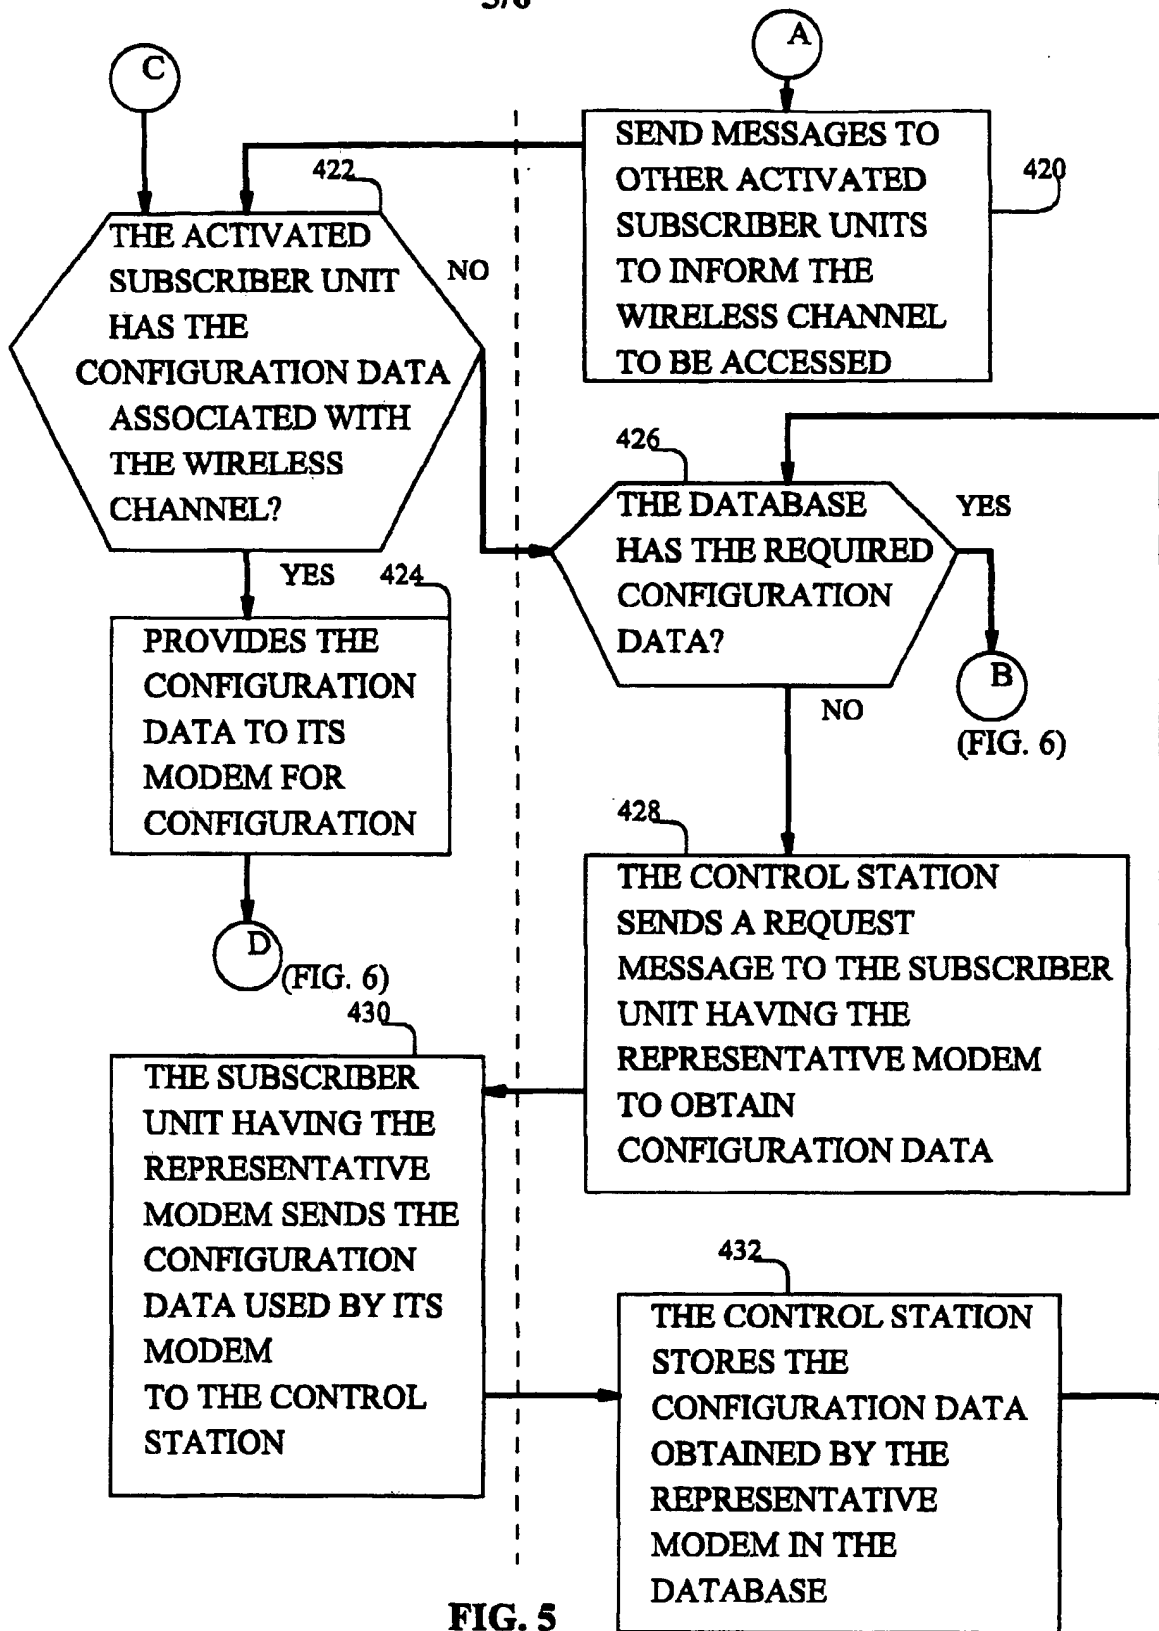 C
A
SEND MESSAGES TO
OTHER ACTIVATED
SUBSCRIBER UNITS
TO INFORM THE
WIRELESS CHANNEL
TO BE ACCESSED
420
422
THE ACTIVATED
SUBSCRIBER UNIT
HAS THE
CONFIGURATION DATA
ASSOCIATED WITH
THE WIRELESS
CHANNEL?
NO
426
THE DATABASE
HAS THE REQUIRED
CONFIGURATION
DATA?
YES
B
(FIG. 6)
NO
YES
424
PROVIDES THE
CONFIGURATION
DATA TO ITS
MODEM FOR
CONFIGURATION
D
(FIG. 6)
428
THE CONTROL STATION
SENDS A REQUEST
MESSAGE TO THE SUBSCRIBER
UNIT HAVING THE
REPRESENTATIVE MODEM
TO OBTAIN
CONFIGURATION DATA
430
THE SUBSCRIBER
UNIT HAVING THE
REPRESENTATIVE
MODEM SENDS THE
CONFIGURATION
DATA USED BY ITS
MODEM
TO THE CONTROL
STATION
432
THE CONTROL STATION
STORES THE
CONFIGURATION DATA
OBTAINED BY THE
REPRESENTATIVE
MODEM IN THE
DATABASE
FIG. 5